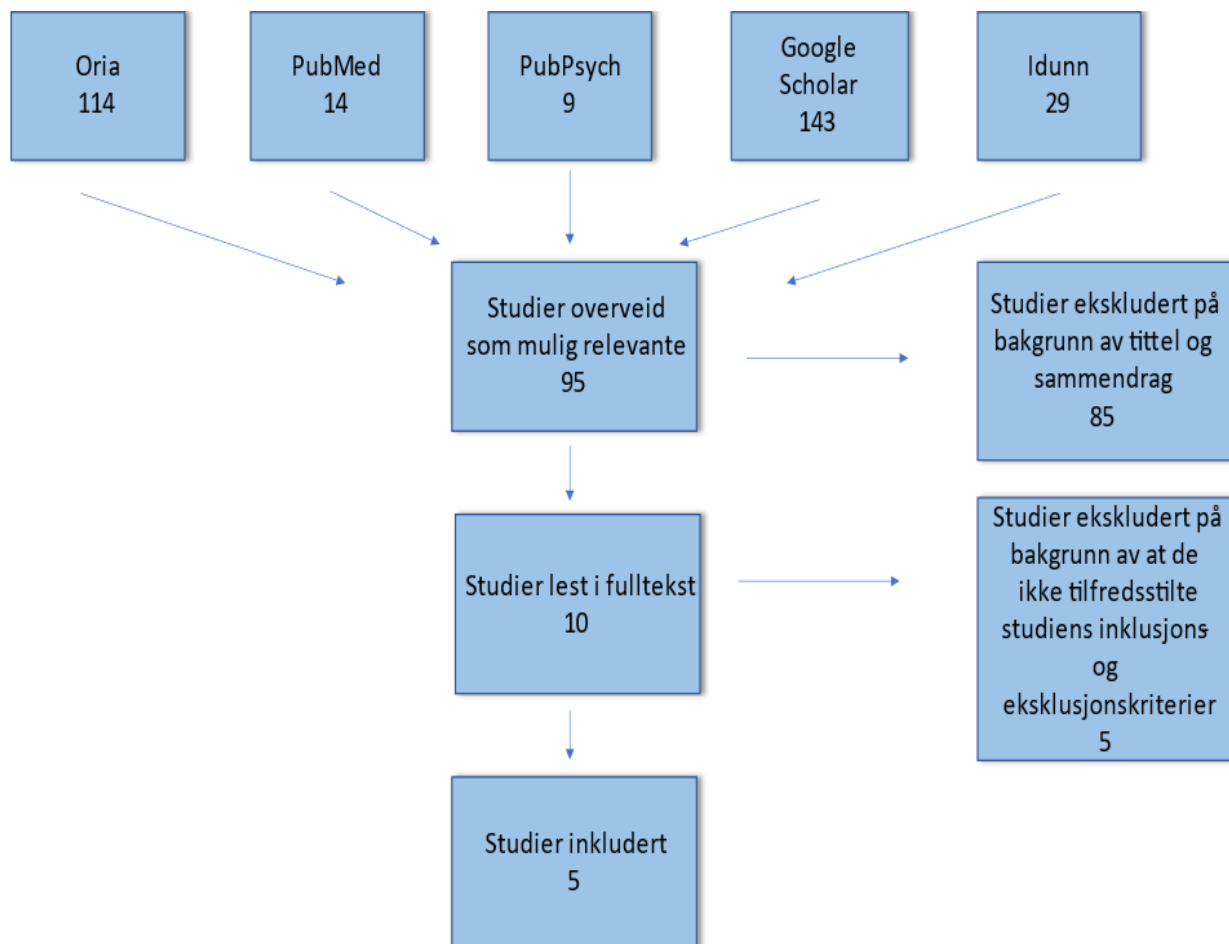 Oria
114
PubMed
14
PubPsych
9
Google
Scholar
143
Idunn
29
Studier overveid
som mulig relevante
95
Studier ekskludert på
bakgrunn av tittel og
sammendrag
85
Studier lest i fulltekst
10
Studier ekskludert på
bakgrunn av at de
ikke tilfredsstilte
studiens inklusjons-
og
eksklusjonskriterier
5
Studier inkludert
5